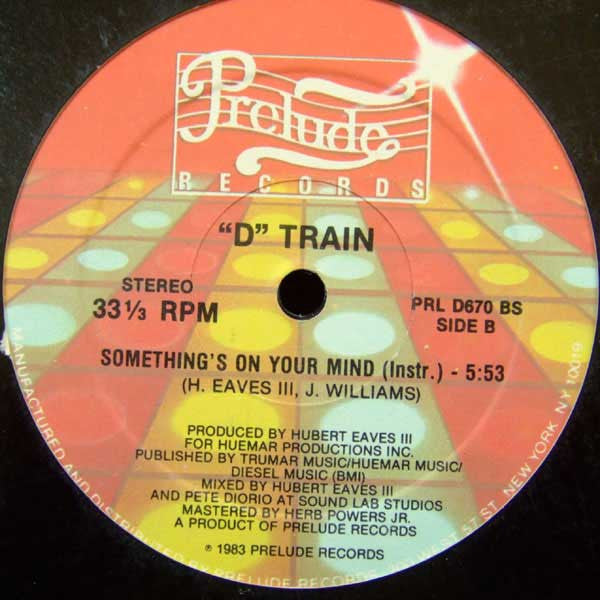 Prelude
RECORDS
"D" TRAIN
STEREO
33⅓ RPM
PRL D670 BS
SIDE B
SOMETHING'S ON YOUR MIND (Instr.) - 5:53
(H. EAVES III, J. WILLIAMS)
PRODUCED BY HUBERT EAVES III
FOR HUEMAR PRODUCTIONS INC.
PUBLISHED BY TRUMAR MUSIC/HUEMAR MUSIC/
DIESEL MUSIC (BMI)
MIXED BY HUBERT EAVES III
AND PETE DIORIO AT SOUND LAB STUDIOS
MASTERED BY HERB POWERS JR.
A PRODUCT OF PRELUDE RECORDS
℗ 1983 PRELUDE RECORDS
MANUFACTURED AND DISTRIBUTED BY PRELUDE RECORDS WEST 57 ST. NEW YORK N.Y. 10019